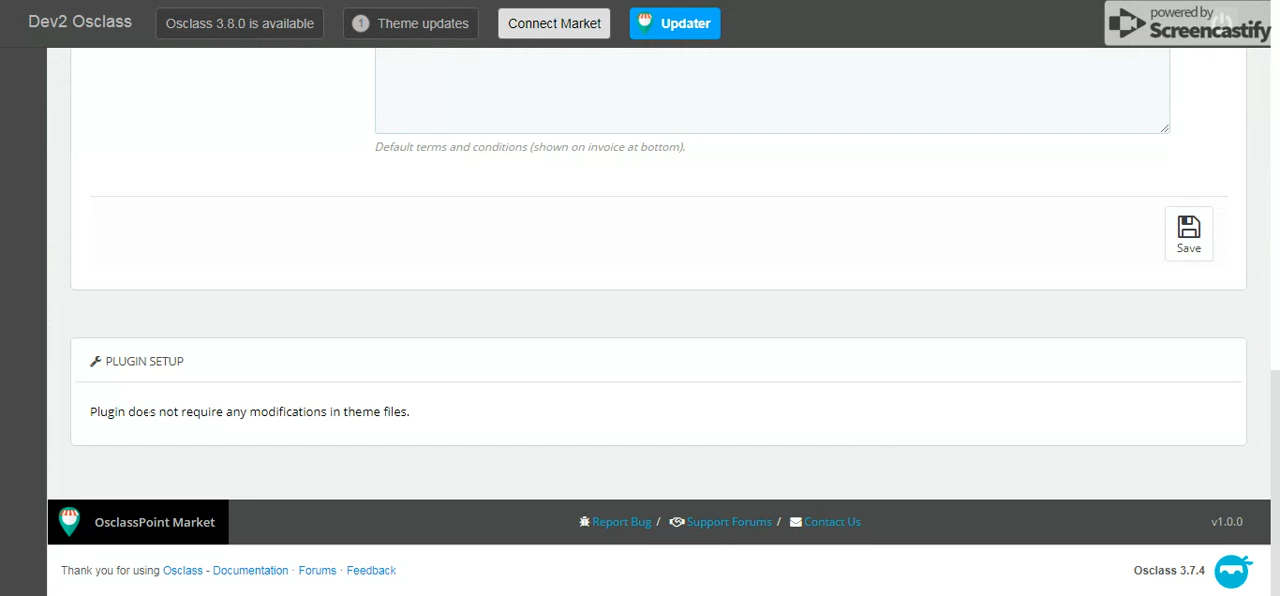 Dev2 Osclass
Osclass 3.8.0 is available
1 Theme updates
Connect Market
Updater
powered by
Screencastify
Default terms and conditions (shown on invoice at bottom).
Save
PLUGIN SETUP
Plugin does not require any modifications in theme files.
OsclassPoint Market
Report Bug / Support Forums / Contact Us
v1.0.0
Thank you for using Osclass - Documentation · Forums · Feedback
Osclass 3.7.4